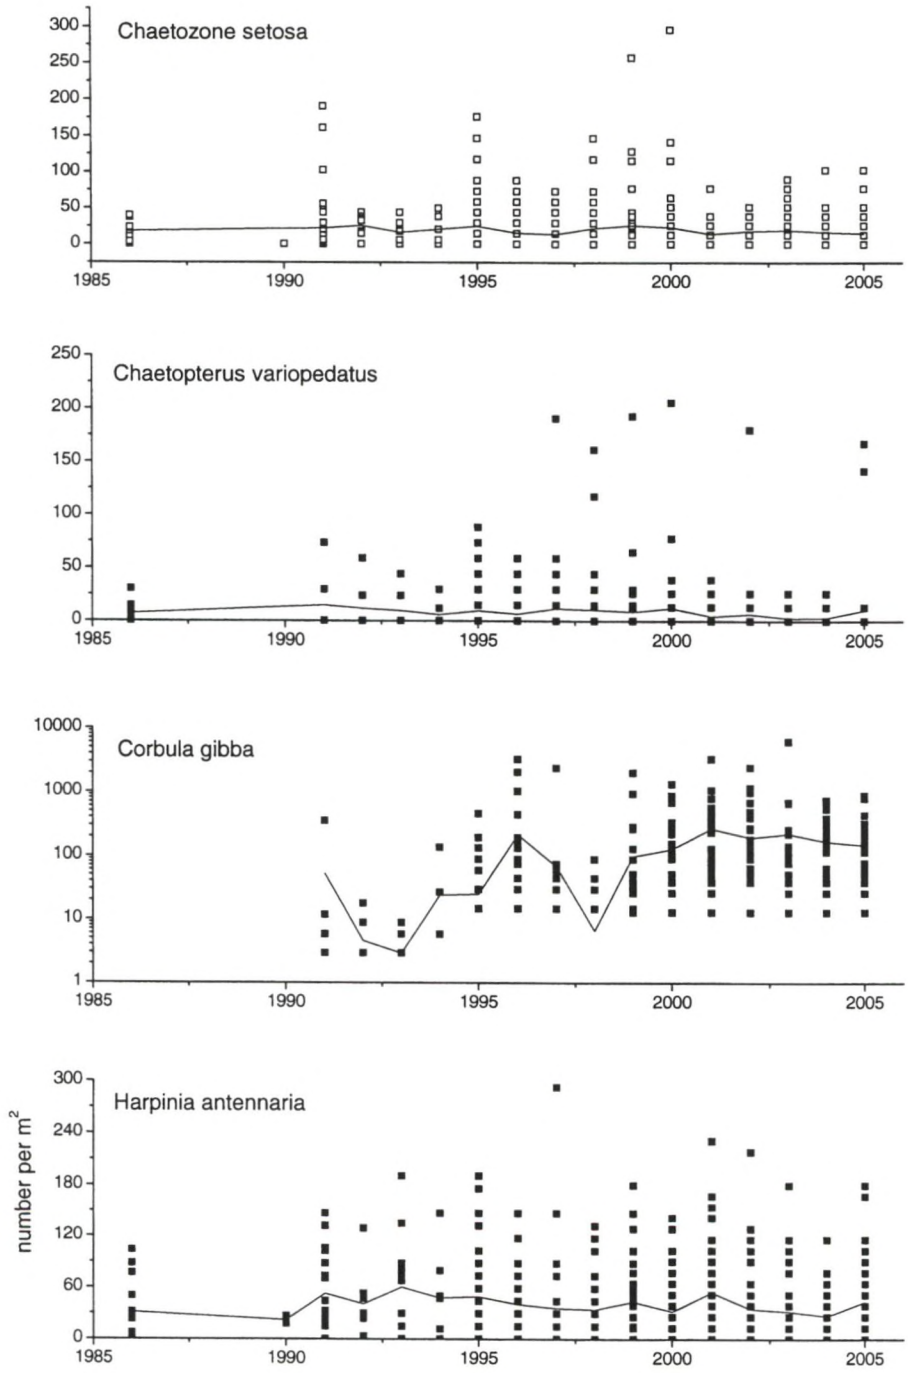 Chaetozone setosa
300
250
200
150
100
50
0
1985 1990 1995 2000 2005
Chaetopterus variopedatus
250
200
150
100
50
0
1985 1990 1995 2000 2005
Corbula gibba
10000
1000
100
10
1
1985 1990 1995 2000 2005
Harpinia antennaria
number per m²
300
240
180
120
60
0
1985 1990 1995 2000 2005